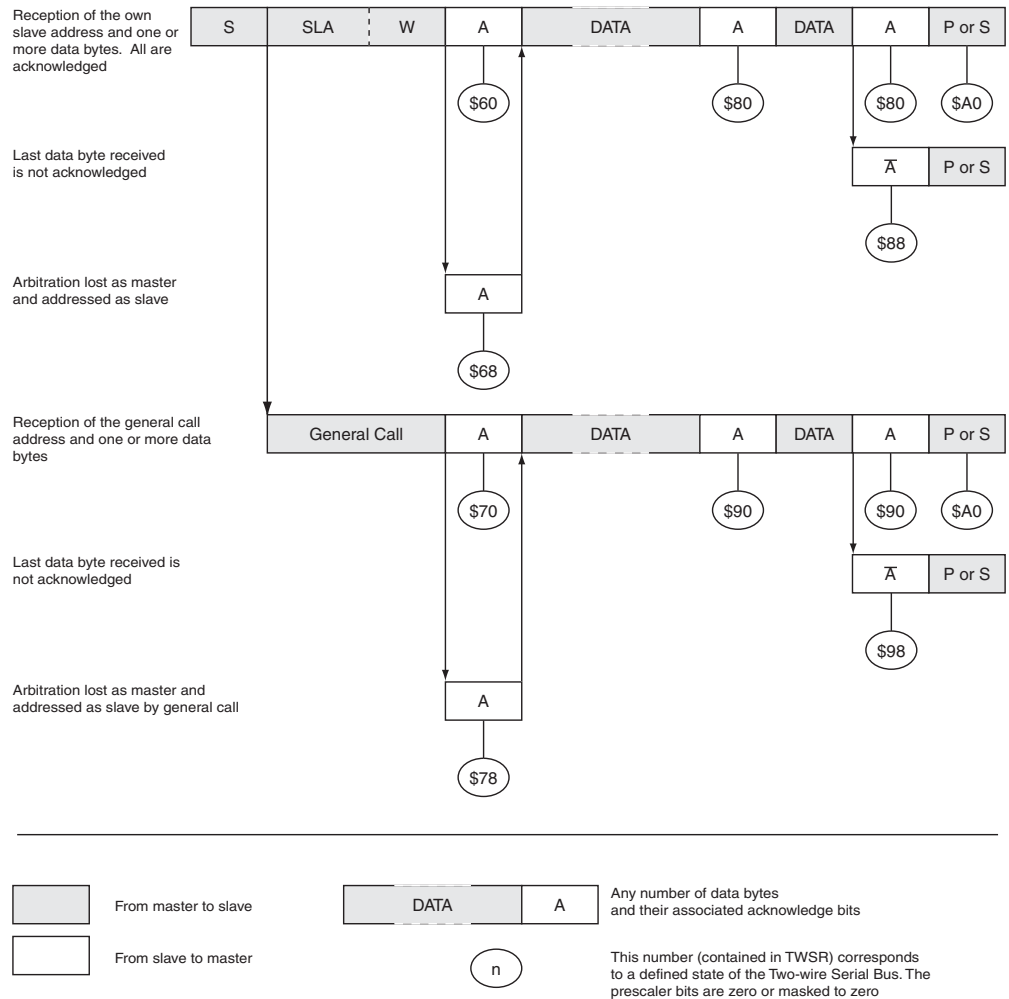 Reception of the own
slave address and one or
more data bytes.  All are
acknowledged
S SLA W A DATA A DATA A P or S
$60 $80 $80 $A0
Last data byte received
is not acknowledged
A̅ P or S
$88
Arbitration lost as master
and addressed as slave
A
$68
Reception of the general call
address and one or more data
bytes
General Call A DATA A DATA A P or S
$70 $90 $90 $A0
Last data byte received is
not acknowledged
A̅ P or S
$98
Arbitration lost as master and
addressed as slave by general call
A
$78
From master to slave
DATA A
Any number of data bytes
and their associated acknowledge bits
From slave to master
n
This number (contained in TWSR) corresponds
to a defined state of the Two-wire Serial Bus. The
prescaler bits are zero or masked to zero